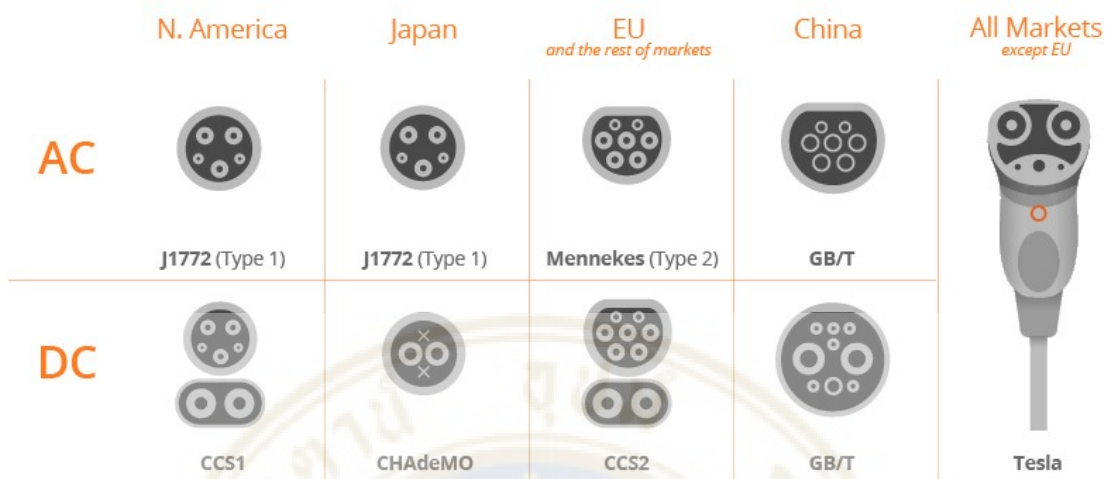 N. America
Japan
EU
and the rest of markets
China
All Markets
except EU
AC
J1772 (Type 1)
J1772 (Type 1)
Mennekes (Type 2)
GB/T
DC
CCS1
CHAdeMO
CCS2
GB/T
Tesla